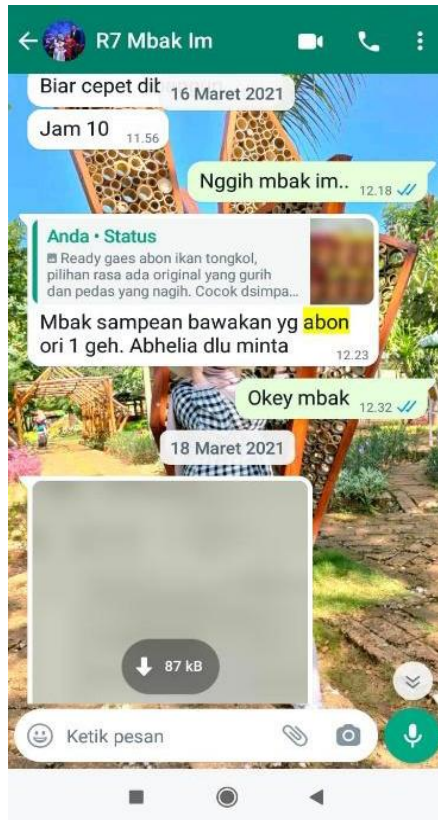 R7 Mbak Im
Biar cepet
16 Maret 2021
Jam 10 11.56
Nggih mbak im.. 12.18
Anda • Status
Ready gaes abon ikan tongkol,
pilihan rasa ada original yang gurih
dan pedas yang nagih. Cocok dsimpa...
Mbak sampean bawakan yg abon
ori 1 geh. Abhelia dlu minta
12.23
Okey mbak 12.32
18 Maret 2021
87 kB
Ketik pesan